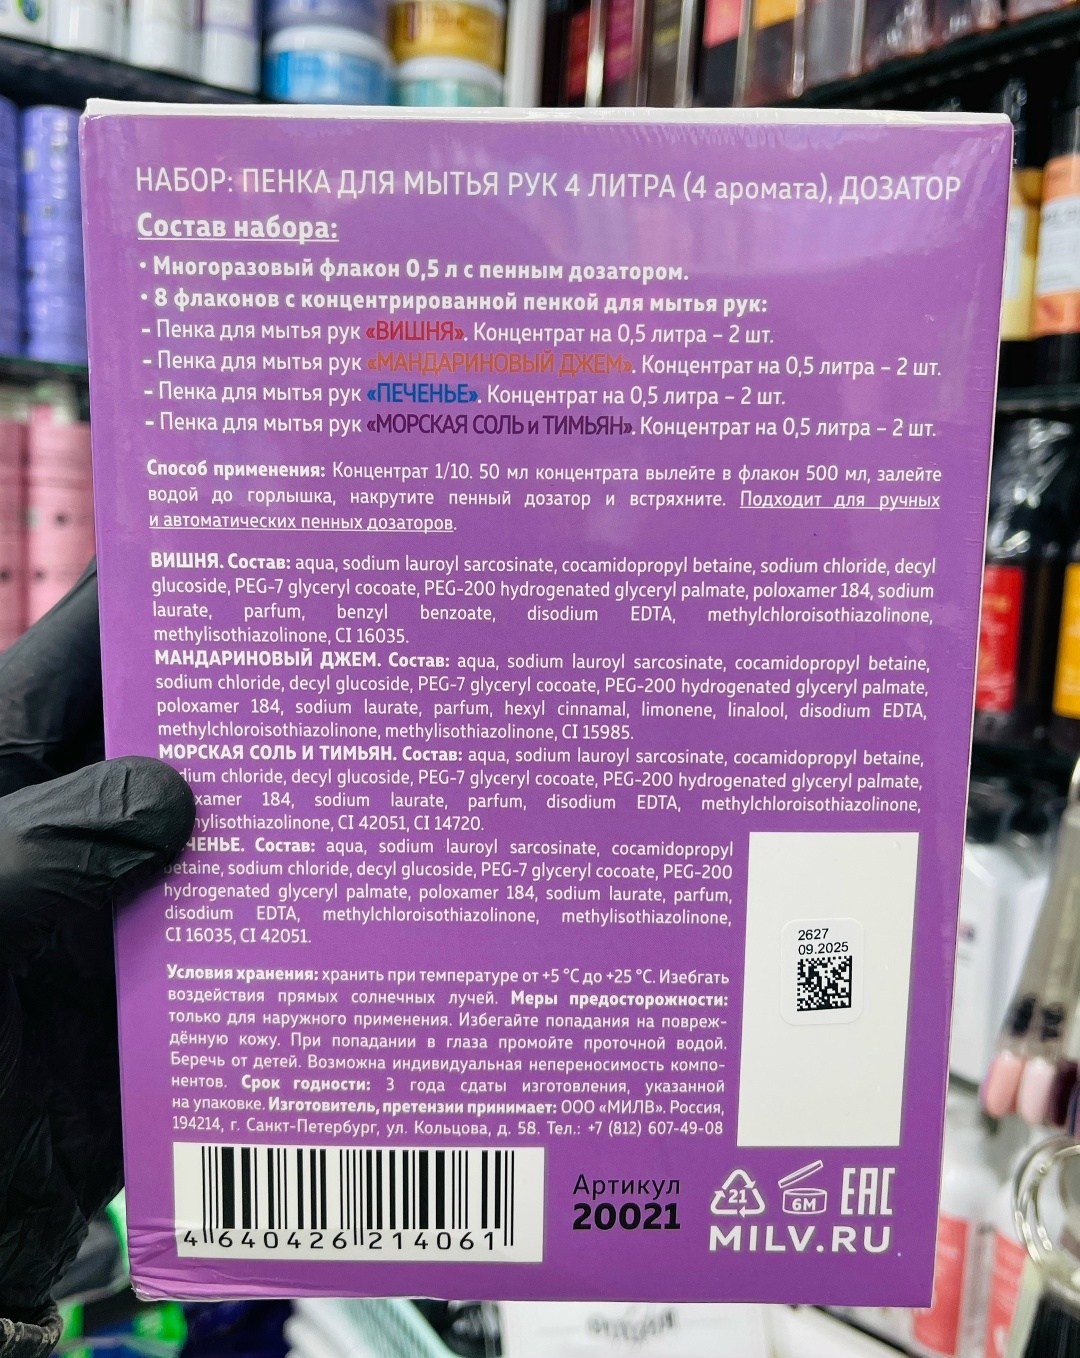 НАБОР: ПЕНКА ДЛЯ МЫТЬЯ РУК 4 ЛИТРА (4 аромата), ДОЗАТОР
Состав набора:
• Многоразовый флакон 0,5 л с пенным дозатором.
• 8 флаконов с концентрированной пенкой для мытья рук:
– Пенка для мытья рук «ВИШНЯ». Концентрат на 0,5 литра – 2 шт.
– Пенка для мытья рук «МАНДАРИНОВЫЙ ДЖЕМ». Концентрат на 0,5 литра – 2 шт.
– Пенка для мытья рук «ПЕЧЕНЬЕ». Концентрат на 0,5 литра – 2 шт.
– Пенка для мытья рук «МОРСКАЯ СОЛЬ и ТИМЬЯН». Концентрат на 0,5 литра – 2 шт.
Способ применения: Концентрат 1/10. 50 мл концентрата вылейте в флакон 500 мл, залейте
водой до горлышка, накрутите пенный дозатор и встряхните. Подходит для ручных
и автоматических пенных дозаторов.
ВИШНЯ. Состав: aqua, sodium lauroyl sarcosinate, cocamidopropyl betaine, sodium chloride, decyl
glucoside, PEG-7 glyceryl cocoate, PEG-200 hydrogenated glyceryl palmate, poloxamer 184, sodium
laurate, parfum, benzyl benzoate, disodium EDTA, methylchloroisothiazolinone,
methylisothiazolinone, CI 16035.
МАНДАРИНОВЫЙ ДЖЕМ. Состав: aqua, sodium lauroyl sarcosinate, cocamidopropyl betaine,
sodium chloride, decyl glucoside, PEG-7 glyceryl cocoate, PEG-200 hydrogenated glyceryl palmate,
poloxamer 184, sodium laurate, parfum, hexyl cinnamal, limonene, linalool, disodium EDTA,
methylchloroisothiazolinone, methylisothiazolinone, CI 15985.
МОРСКАЯ СОЛЬ И ТИМЬЯН. Состав: aqua, sodium lauroyl sarcosinate, cocamidopropyl betaine,
dium chloride, decyl glucoside, PEG-7 glyceryl cocoate, PEG-200 hydrogenated glyceryl palmate,
xamer 184, sodium laurate, parfum, disodium EDTA, methylchloroisothiazolinone,
ylisothiazolinone, CI 42051, CI 14720.
ЧЕНЬЕ. Состав: aqua, sodium lauroyl sarcosinate, cocamidopropyl
betaine, sodium chloride, decyl glucoside, PEG-7 glyceryl cocoate, PEG-200
hydrogenated glyceryl palmate, poloxamer 184, sodium laurate, parfum,
disodium EDTA, methylchloroisothiazolinone, methylisothiazolinone,
CI 16035, CI 42051.
2627
09.2025
Условия хранения: хранить при температуре от +5 °C до +25 °C. Избегать
воздействия прямых солнечных лучей. Меры предосторожности:
только для наружного применения. Избегайте попадания на повреж-
дённую кожу. При попадании в глаза промойте проточной водой.
Беречь от детей. Возможна индивидуальная непереносимость компо-
нентов. Срок годности: 3 года сдаты изготовления, указанной
на упаковке. Изготовитель, претензии принимает: ООО «МИЛВ». Россия,
194214, г. Санкт-Петербург, ул. Кольцова, д. 58. Тел.: +7 (812) 607-49-08
4 640426 214061
Артикул
20021
21
6M
EAC
MILV.RU